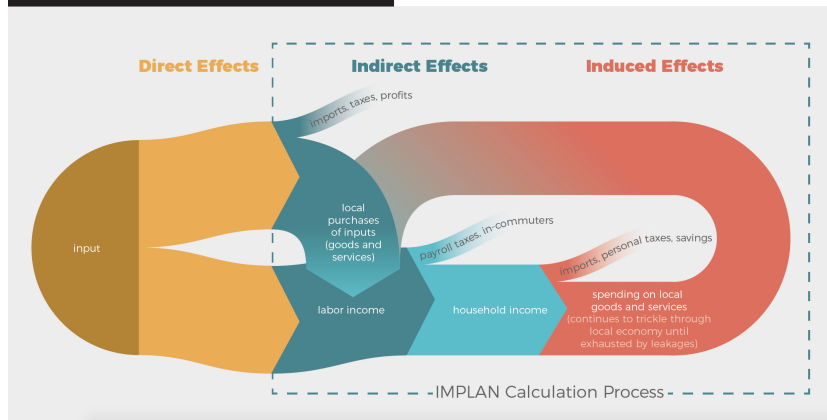 Direct Effects
Indirect Effects
Induced Effects
imports, taxes, profits
input
local
purchases
of inputs
(goods and
services)
payroll taxes, in-commuters
imports, personal taxes, savings
labor income
household income
spending on local
goods and services
(continues to trickle through
local economy until
exhausted by leakages)
IMPLAN Calculation Process